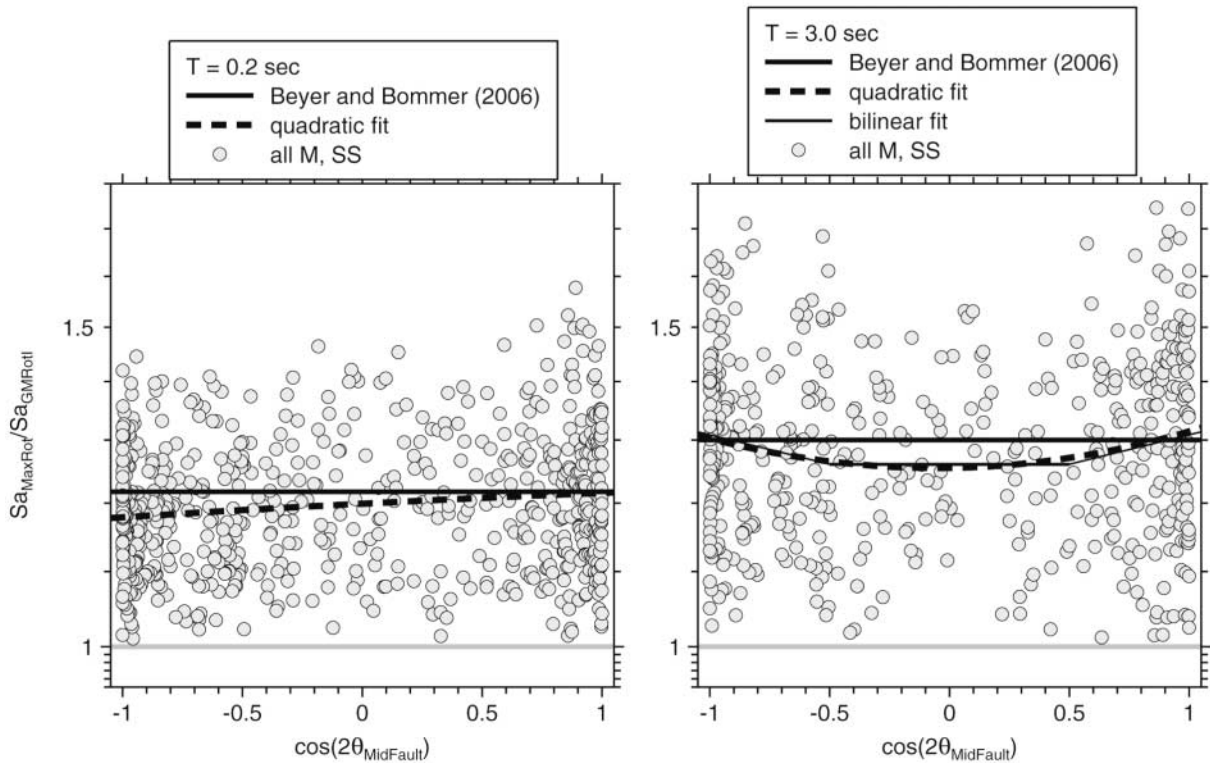 T = 0.2 sec
Beyer and Bommer (2006)
quadratic fit
all M, SS
T = 3.0 sec
Beyer and Bommer (2006)
quadratic fit
bilinear fit
all M, SS
Sa_MaxRot/Sa_GMRotI
1.5
1
-1 -0.5 0 0.5 1
cos(2θ_MidFault)
1.5
1
-1 -0.5 0 0.5 1
cos(2θ_MidFault)